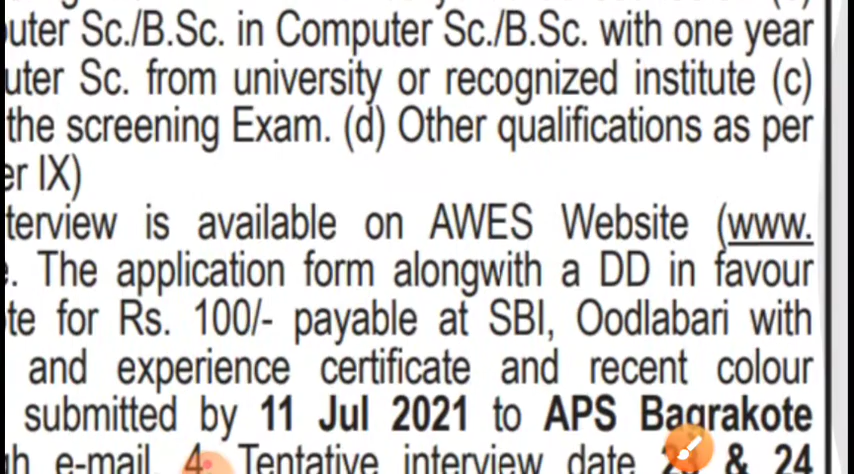 uter Sc./B.Sc. in Computer Sc./B.Sc. with one year
uter Sc. from university or recognized institute (c)
the screening Exam. (d) Other qualifications as per
er IX)
terview is available on AWES Website (www.
. The application form alongwith a DD in favour
te for Rs. 100/- payable at SBI, Oodlabari with
and experience certificate and recent colour
submitted by 11 Jul 2021 to APS Bagrakote
gh e-mail. 4. Tentative interview date & 24